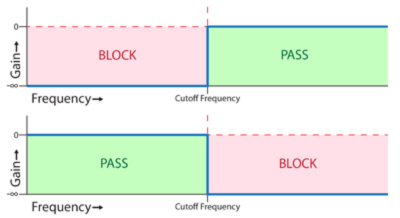 0
BLOCK PASS
Gain→
-∞
Frequency→ Cutoff Frequency
0
PASS BLOCK
Gain→
-∞
Frequency→ Cutoff Frequency